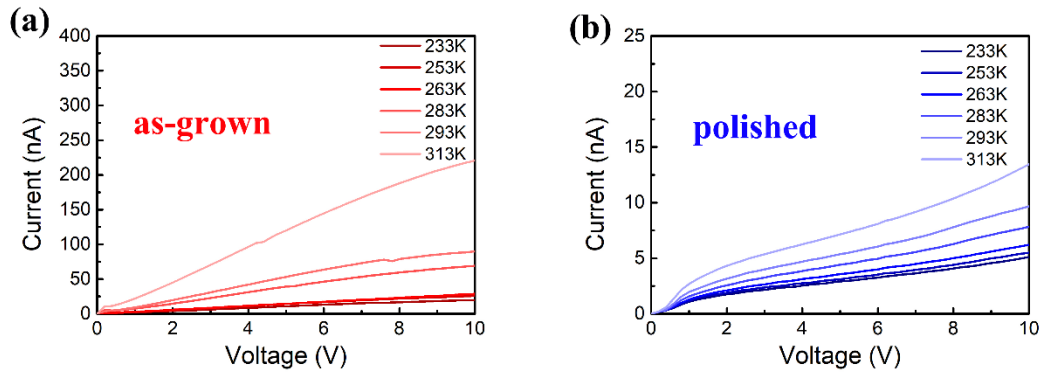 (a)
400
350
300
250
200
150
100
50
0
Current (nA)
as-grown
233K
253K
263K
283K
293K
313K
0
2
4
6
8
10
Voltage (V)
(b)
25
20
15
10
5
0
Current (nA)
polished
233K
253K
263K
283K
293K
313K
0
2
4
6
8
10
Voltage (V)